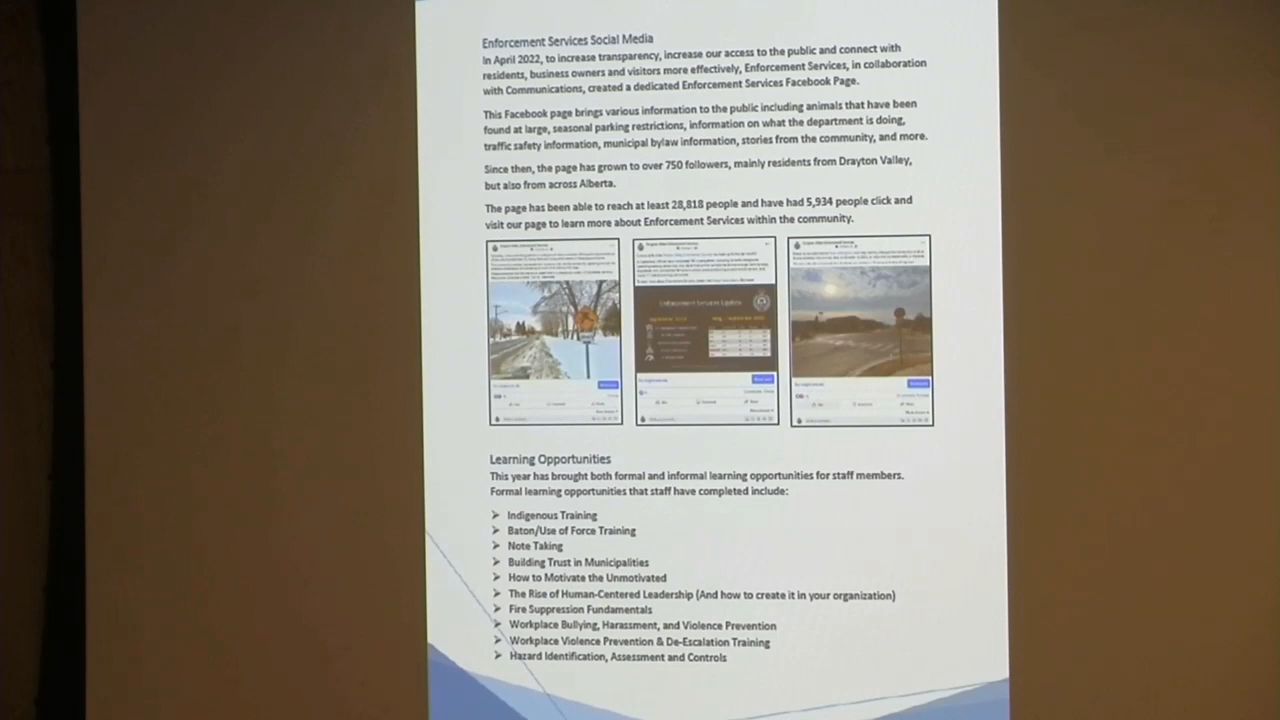 Enforcement Services Social Media
In April 2022, to increase transparency, increase our access to the public and connect with
residents, business owners and visitors more effectively, Enforcement Services, in collaboration
with Communications, created a dedicated Enforcement Services Facebook Page.
This Facebook page brings various information to the public including animals that have been
found at large, seasonal parking restrictions, information on what the department is doing,
traffic safety information, municipal bylaw information, stories from the community, and more.
Since then, the page has grown to over 750 followers, mainly residents from Drayton Valley,
but also from across Alberta.
The page has been able to reach at least 28,818 people and have had 5,934 people click and
visit our page to learn more about Enforcement Services within the community.
Enforcement Services Update
Learning Opportunities
This year has brought both formal and informal learning opportunities for staff members.
Formal learning opportunities that staff have completed include:
➢ Indigenous Training
➢ Baton/Use of Force Training
➢ Note Taking
➢ Building Trust in Municipalities
➢ How to Motivate the Unmotivated
➢ The Rise of Human-Centered Leadership (And how to create it in your organization)
➢ Fire Suppression Fundamentals
➢ Workplace Bullying, Harassment, and Violence Prevention
➢ Workplace Violence Prevention & De-Escalation Training
➢ Hazard Identification, Assessment and Controls